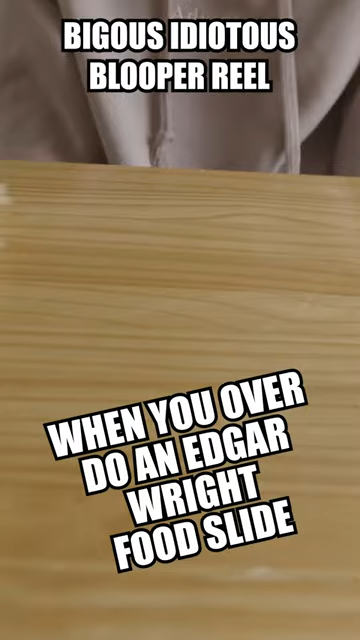 BIGOUS IDIOTOUS
BLOOPER REEL
WHEN YOU OVER
DO AN EDGAR
WRIGHT
FOOD SLIDE